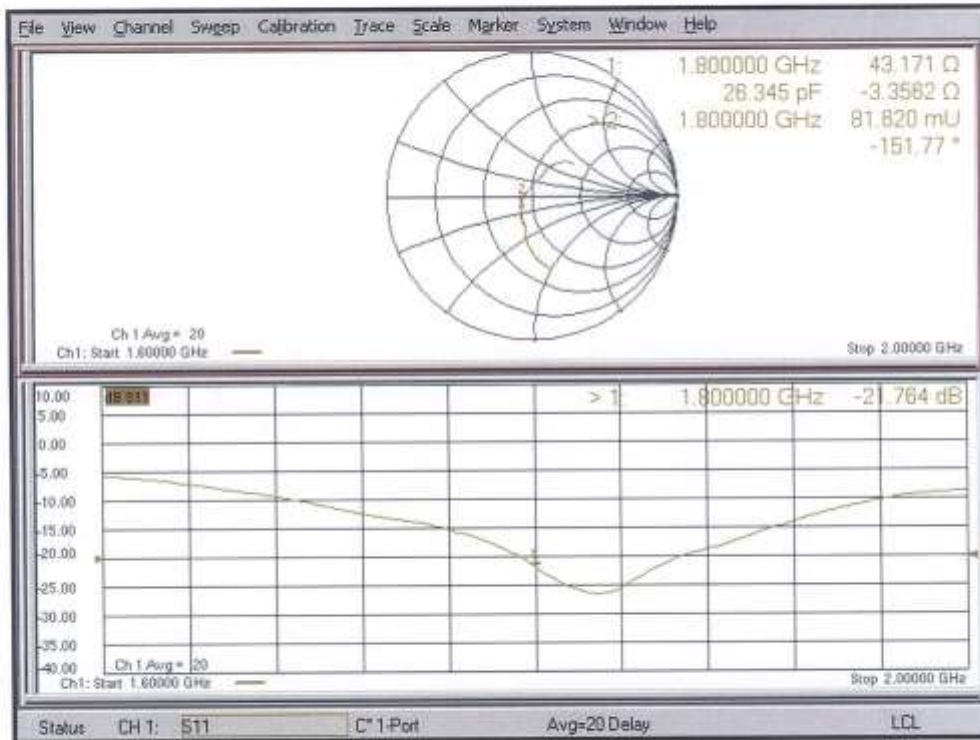 File View Channel Sweep Calibration Trace Scale Marker System Window Help
1: 1.800000 GHz 43.171 Ω
26.345 pF -3.3562 Ω
> 2: 1.800000 GHz 81.820 mU
-151.77 °
2
Ch 1 Avg = 20
Ch1: Start 1.60000 GHz
Stop 2.00000 GHz
10.00
dB S11
> 1: 1.800000 GHz -21.764 dB
5.00
0.00
-5.00
-10.00
-15.00
-20.00
1
-25.00
-30.00
-35.00
-40.00
Ch 1 Avg = 20
Ch1: Start 1.60000 GHz
Stop 2.00000 GHz
Status CH 1: S11 C* 1-Port Avg=20 Delay LCL